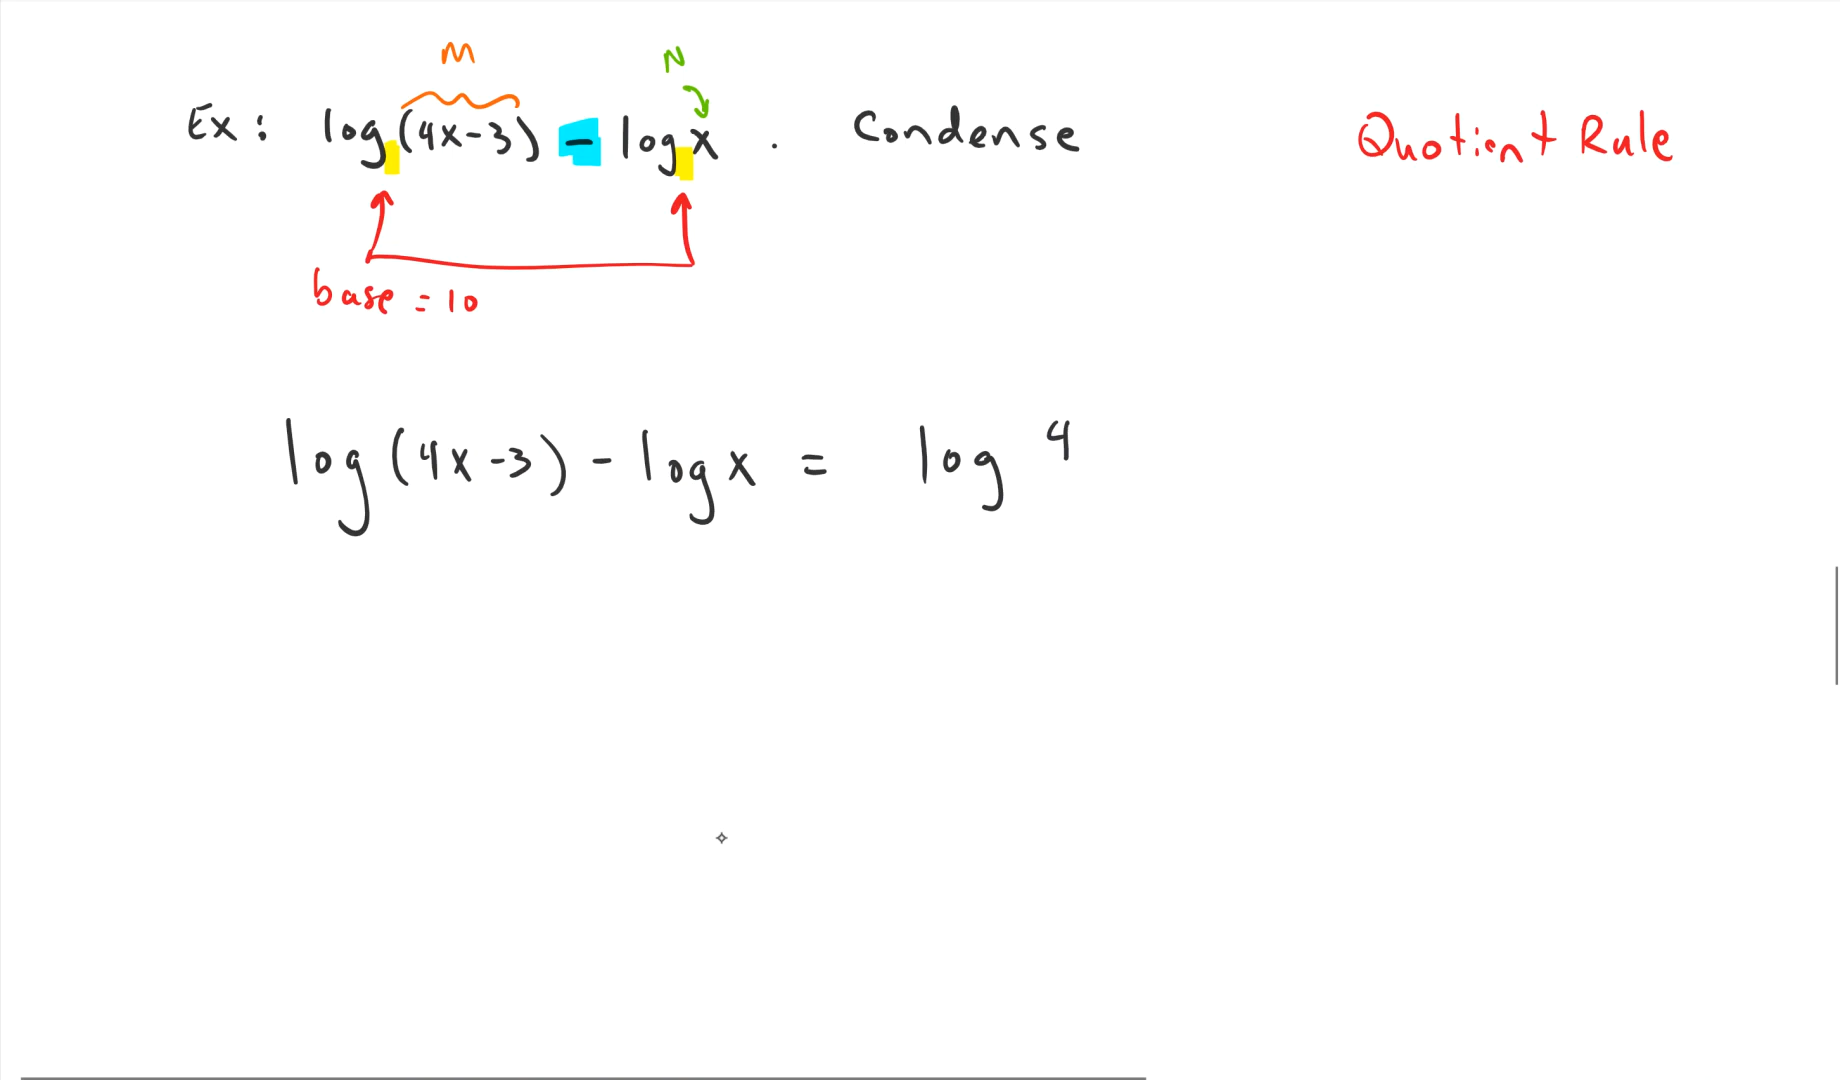 M N
Ex: log(4x-3) - log x . Condense Quotient Rule
base = 10
log(4x-3) - log x = log 4